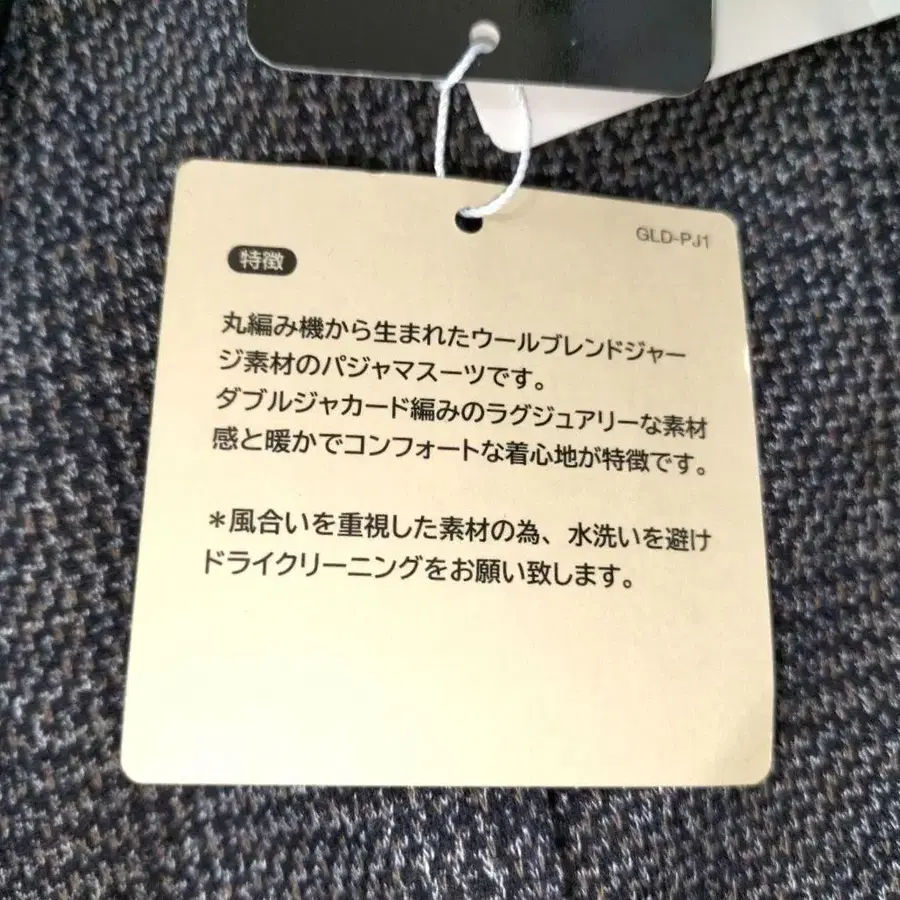 GLD-PJ1
特徴
丸編み機から生まれたウールブレンドジャー
ジ素材のパジャマスーツです。
ダブルジャカード編みのラグジュアリーな素材
感と暖かでコンフォートな着心地が特徴です。
＊風合いを重視した素材の為、水洗いを避け
ドライクリーニングをお願い致します。